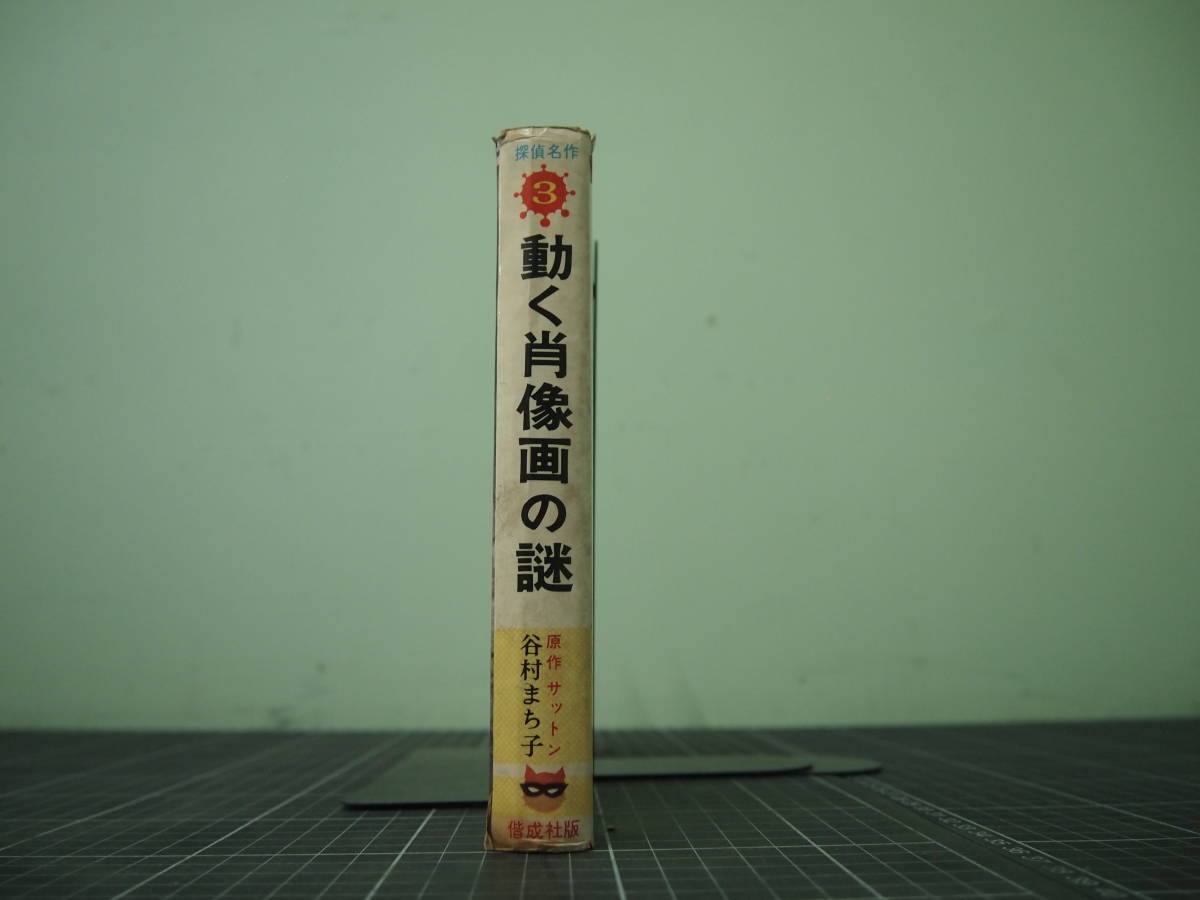 探偵名作
3
動く肖像画の謎
原作 サットン
谷村まち子
偕成社版